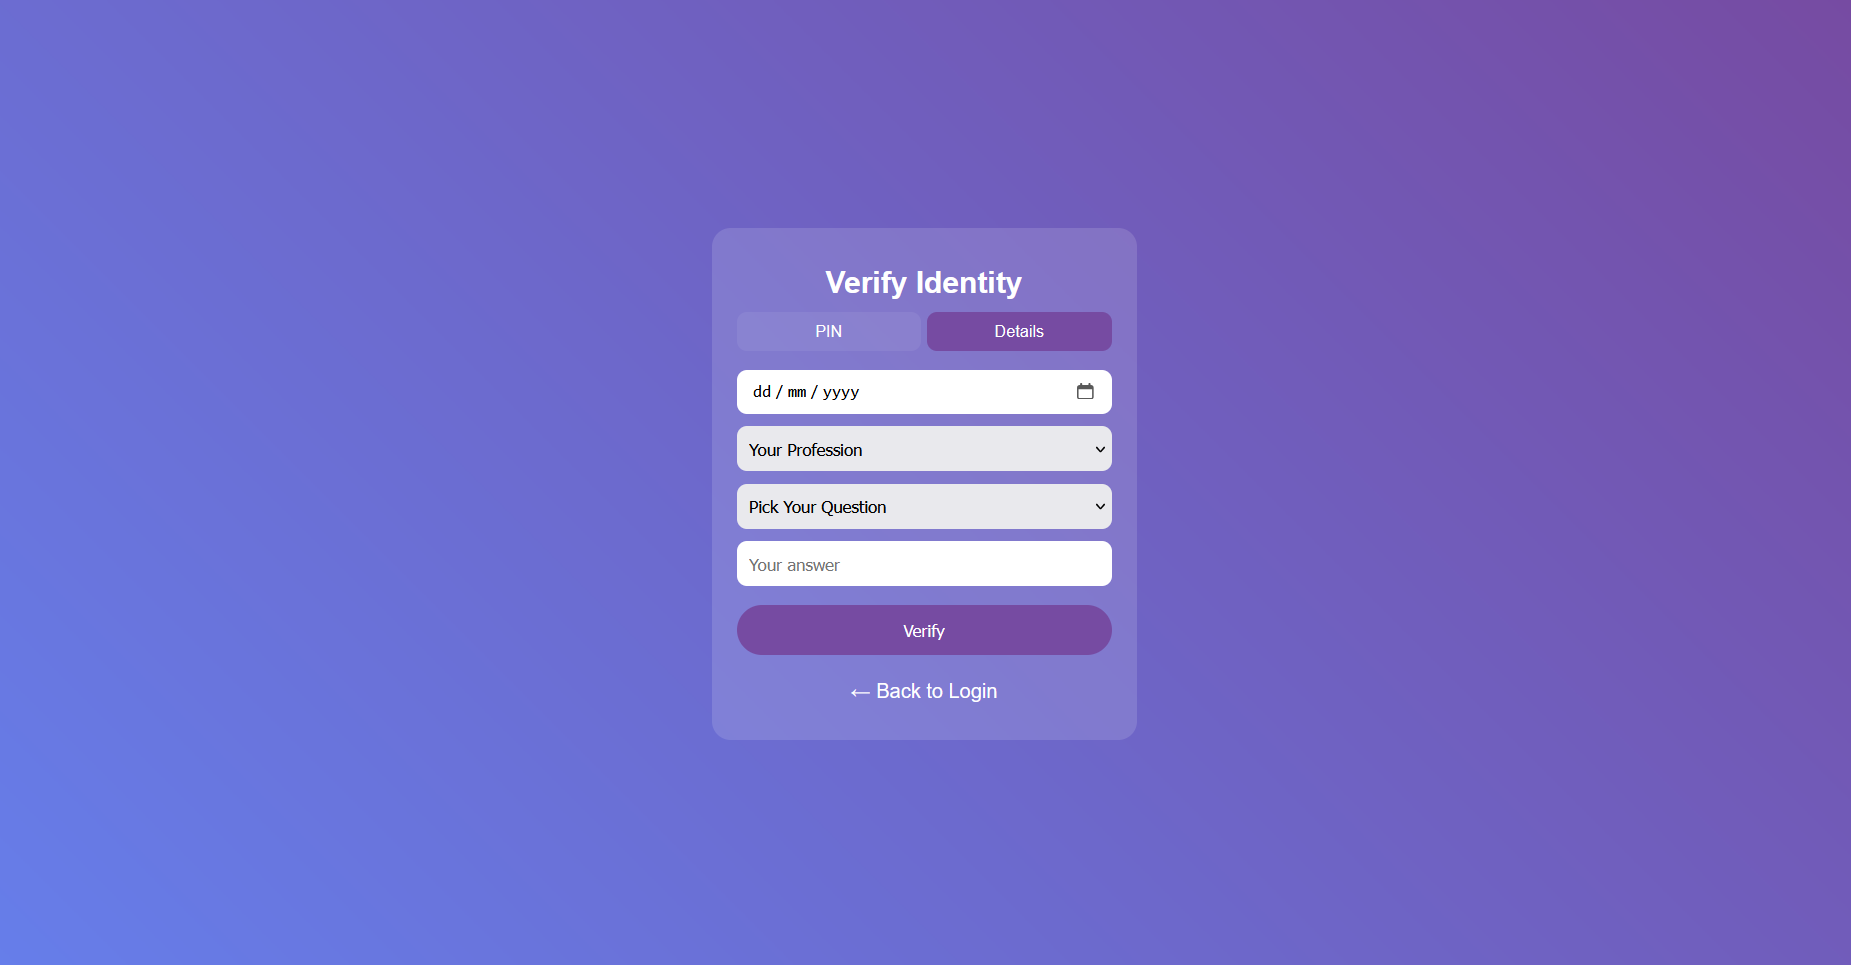 Verify Identity
PIN Details
dd / mm / yyyy
Your Profession
Pick Your Question
Your answer
Verify
← Back to Login